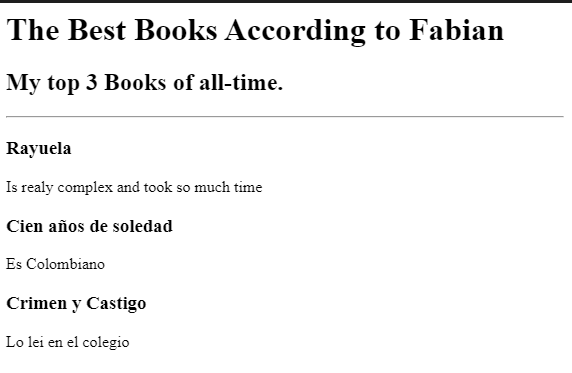 The Best Books According to Fabian
My top 3 Books of all-time.
Rayuela
Is realy complex and took so much time
Cien años de soledad
Es Colombiano
Crimen y Castigo
Lo lei en el colegio